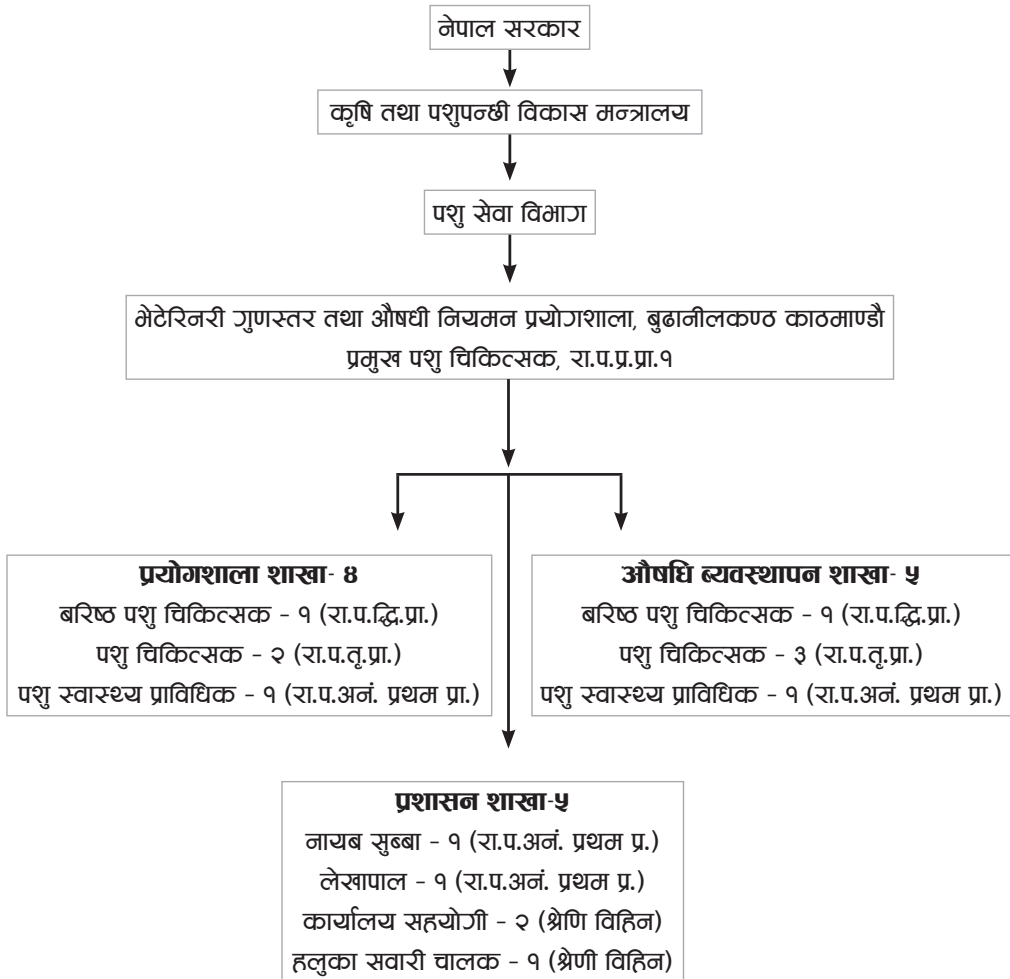 नेपाल सरकार
कृषि तथा पशुपन्छी विकास मन्त्रालय
पशु सेवा विभाग
भेटेरिनरी गुणस्तर तथा औषधी नियमन प्रयोगशाला, बुढानीलकण्ठ काठमाण्डौ
प्रमुख पशु चिकित्सक, रा.प.प्र.प्रा.१
प्रयोगशाला शाखा- ४
बरिष्ठ पशु चिकित्सक - १ (रा.प.द्धि.प्रा.)
पशु चिकित्सक - २ (रा.प.तृ.प्रा.)
पशु स्वास्थ्य प्राविधिक - १ (रा.प.अनं. प्रथम प्रा.)
औषधि ब्यवस्थापन शाखा- ५
बरिष्ठ पशु चिकित्सक - १ (रा.प.द्धि.प्रा.)
पशु चिकित्सक - ३ (रा.प.तृ.प्रा.)
पशु स्वास्थ्य प्राविधिक - १ (रा.प.अनं. प्रथम प्रा.)
प्रशासन शाखा-५
नायब सुब्बा - १ (रा.प.अनं. प्रथम प्र.)
लेखापाल - १ (रा.प.अनं. प्रथम प्र.)
कार्यालय सहयोगी - २ (श्रेणि विहिन)
हलुका सवारी चालक - १ (श्रेणी विहिन)